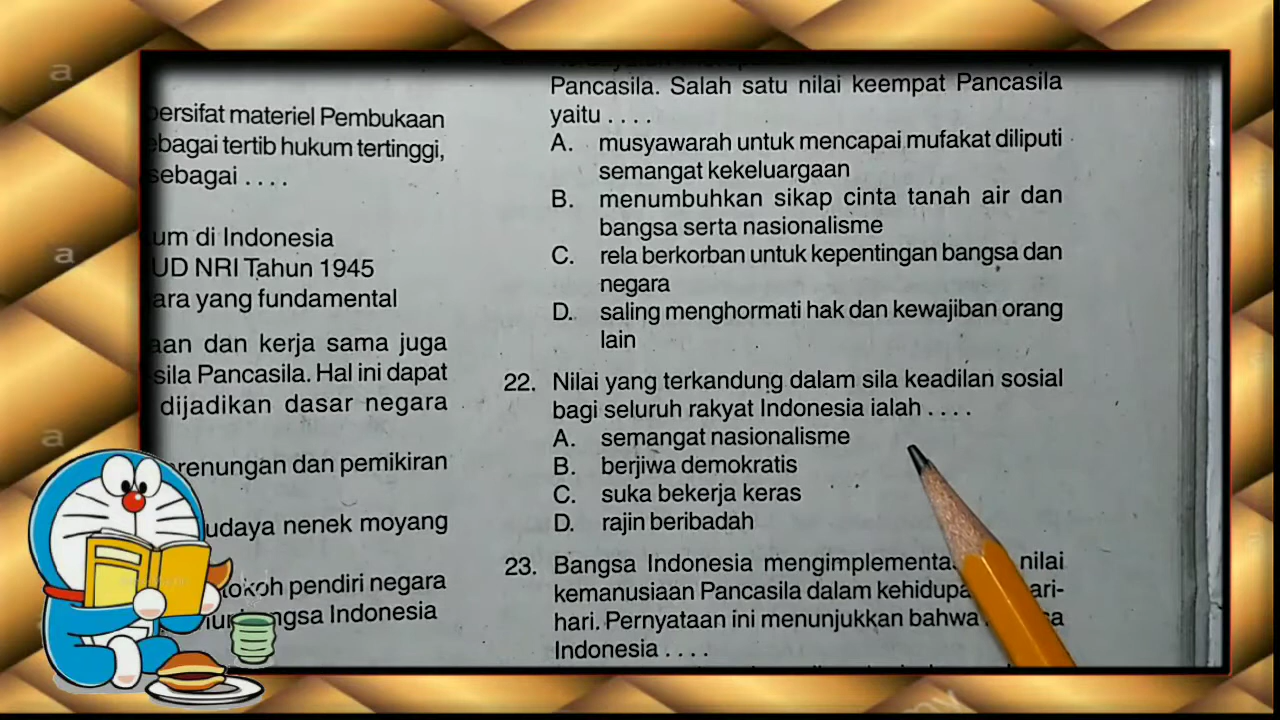 bersifat materiel Pembukaan
ebagai tertib hukum tertinggi,
sebagai . . . .
um di Indonesia
UD NRI Tahun 1945
ara yang fundamental
aan dan kerja sama juga
sila Pancasila. Hal ini dapat
dijadikan dasar negara
renungan dan pemikiran
udaya nenek moyang
tokoh pendiri negara
ngsa Indonesia
Pancasila. Salah satu nilai keempat Pancasila
yaitu . . . .
A. musyawarah untuk mencapai mufakat diliputi
semangat kekeluargaan
B. menumbuhkan sikap cinta tanah air dan
bangsa serta nasionalisme
C. rela berkorban untuk kepentingan bangsa dan
negara
D. saling menghormati hak dan kewajiban orang
lain
22. Nilai yang terkandung dalam sila keadilan sosial
bagi seluruh rakyat Indonesia ialah . . . .
A. semangat nasionalisme
B. berjiwa demokratis
C. suka bekerja keras
D. rajin beribadah
23. Bangsa Indonesia mengimplementa nilai
kemanusiaan Pancasila dalam kehidupa ari-
hari. Pernyataan ini menunjukkan bahwa a
Indonesia . . . .